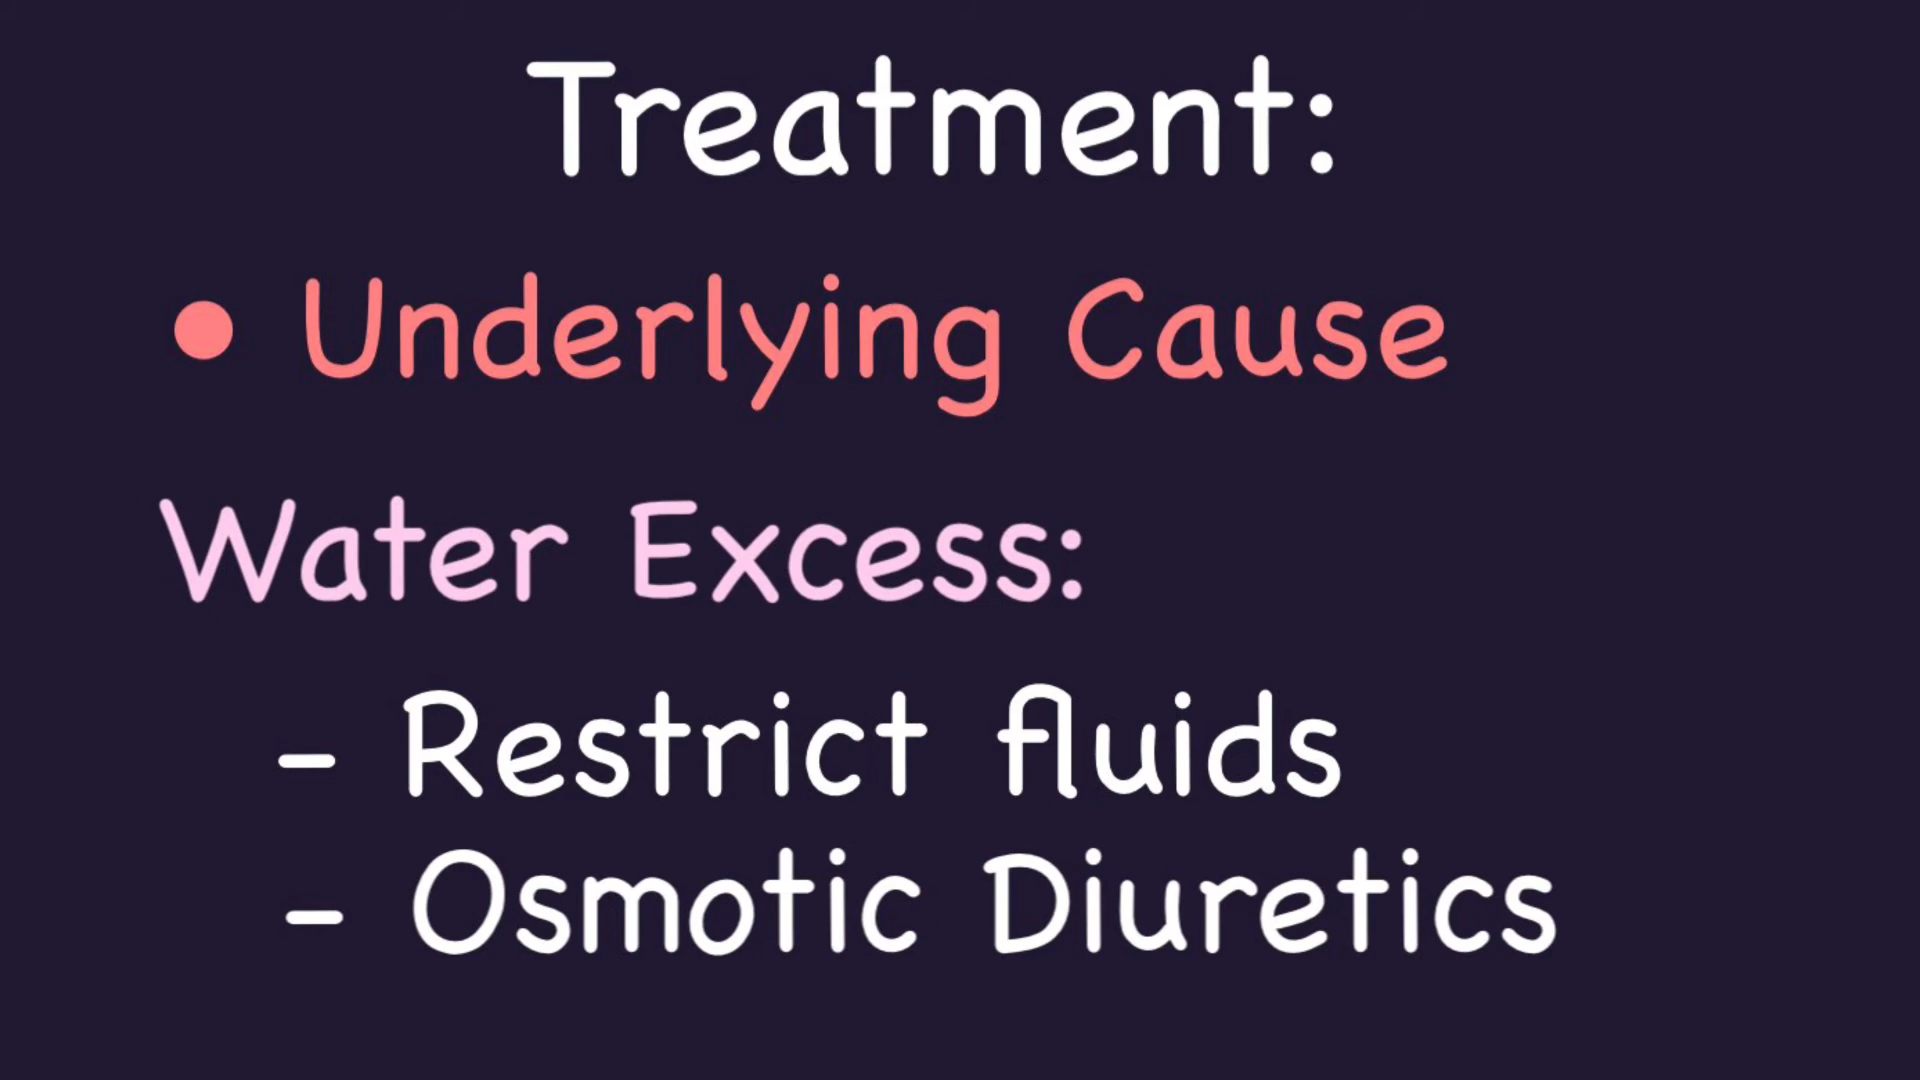 Treatment:
• Underlying Cause
Water Excess:
- Restrict fluids
- Osmotic Diuretics